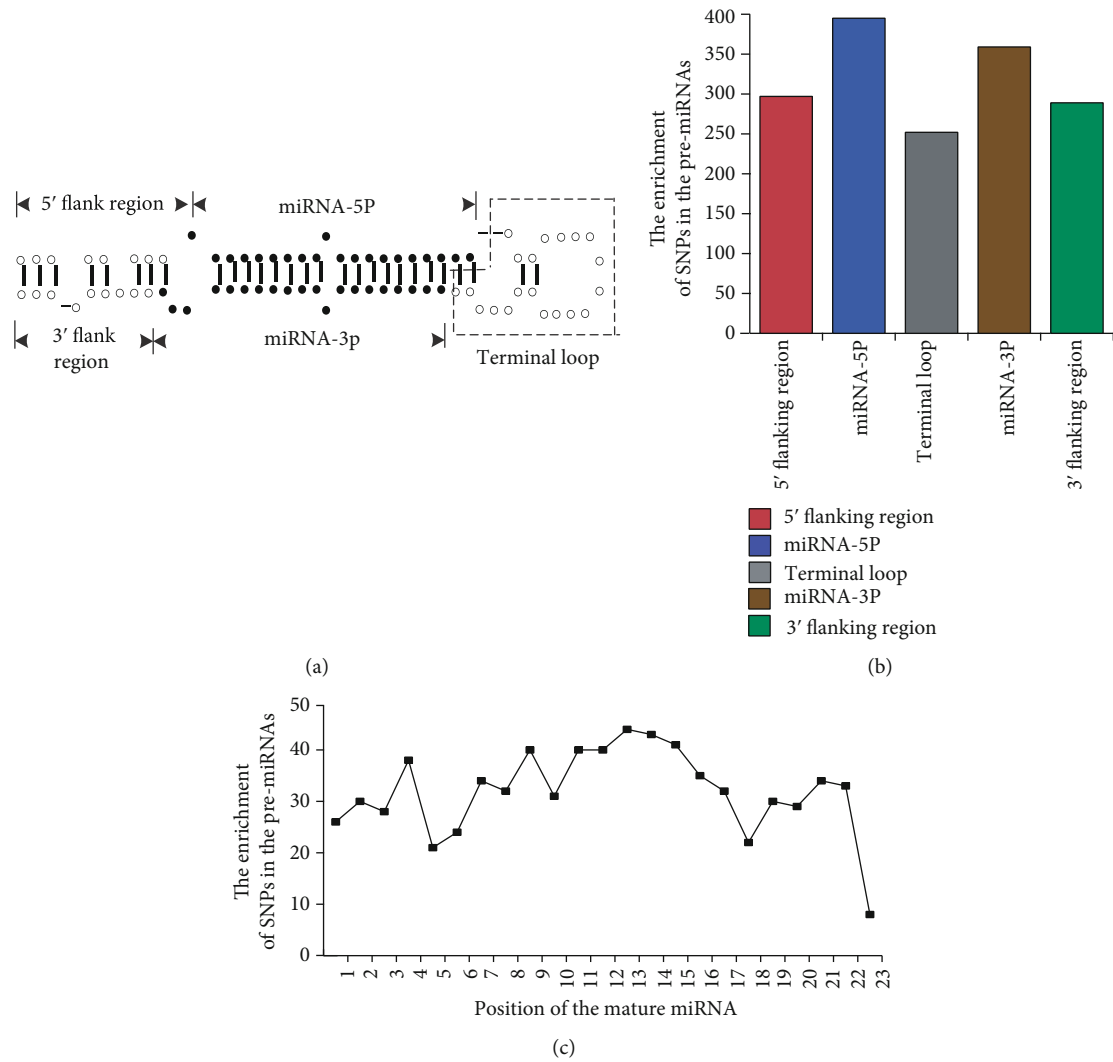 5′ flank region
miRNA-5P
3′ flank
region
miRNA-3p
Terminal loop
(a)
The enrichment
of SNPs in the pre-miRNAs
400
350
300
250
200
150
100
50
0
5′ flanking region
miRNA-5P
Terminal loop
miRNA-3P
3′ flanking region
5′ flanking region
miRNA-5P
Terminal loop
miRNA-3P
3′ flanking region
(b)
The enrichment
of SNPs in the pre-miRNAs
50
40
30
20
10
0
1 2 3 4 5 6 7 8 9 10 11 12 13 14 15 16 17 18 19 20 21 22 23
Position of the mature miRNA
(c)